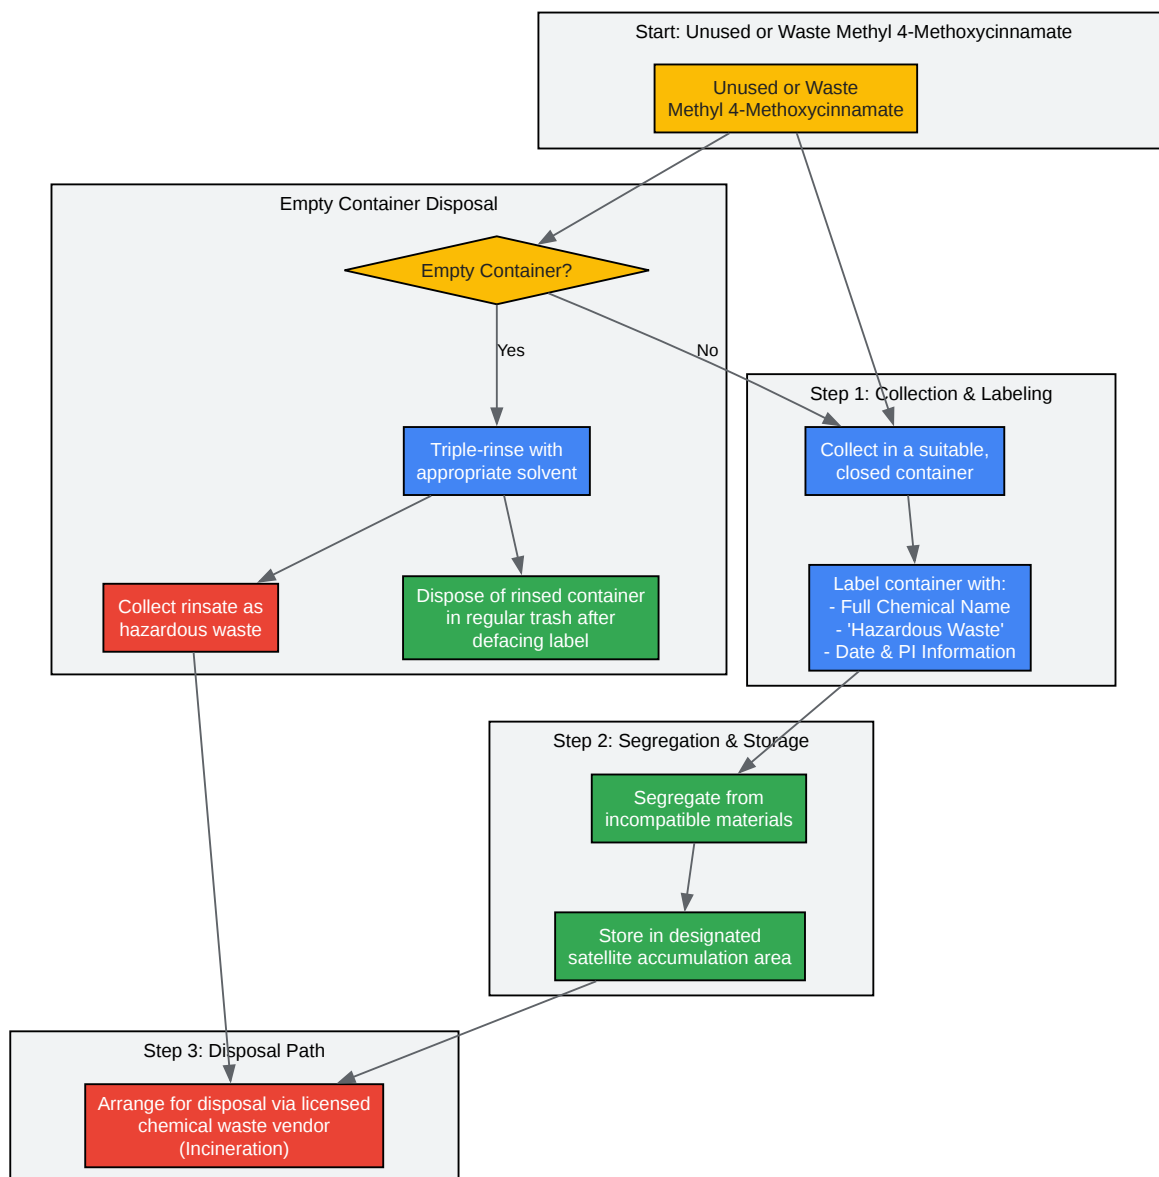 Start: Unused or Waste Methyl 4-Methoxycinnamate
Unused or Waste
Methyl 4-Methoxycinnamate
Empty Container Disposal
Empty Container?
Yes
No
Triple-rinse with
appropriate solvent
Collect rinsate as
hazardous waste
Dispose of rinsed container
in regular trash after
defacing label
Step 1: Collection & Labeling
Collect in a suitable,
closed container
Label container with:
- Full Chemical Name
- 'Hazardous Waste'
- Date & PI Information
Step 2: Segregation & Storage
Segregate from
incompatible materials
Store in designated
satellite accumulation area
Step 3: Disposal Path
Arrange for disposal via licensed
chemical waste vendor
(Incineration)